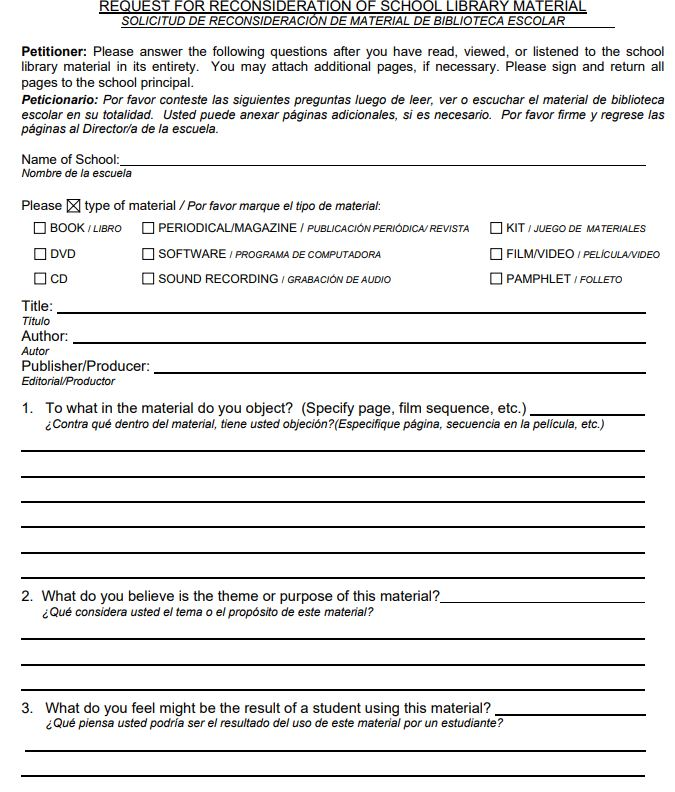 REQUEST FOR RECONSIDERATION OF SCHOOL LIBRARY MATERIAL
SOLICITUD DE RECONSIDERACIÓN DE MATERIAL DE BIBLIOTECA ESCOLAR
Petitioner: Please answer the following questions after you have read, viewed, or listened to the school
library material in its entirety. You may attach additional pages, if necessary. Please sign and return all
pages to the school principal.
Peticionario: Por favor conteste las siguientes preguntas luego de leer, ver o escuchar el material de biblioteca
escolar en su totalidad. Usted puede anexar páginas adicionales, si es necesario. Por favor firme y regrese las
páginas al Director/a de la escuela.
Name of School:
Nombre de la escuela
Please ☒ type of material / Por favor marque el tipo de material:
☐ BOOK / LIBRO ☐ PERIODICAL/MAGAZINE / PUBLICACIÓN PERIÓDICA/ REVISTA ☐ KIT / JUEGO DE MATERIALES
☐ DVD ☐ SOFTWARE / PROGRAMA DE COMPUTADORA ☐ FILM/VIDEO / PELÍCULA/VIDEO
☐ CD ☐ SOUND RECORDING / GRABACIÓN DE AUDIO ☐ PAMPHLET / FOLLETO
Title:
Título
Author:
Autor
Publisher/Producer:
Editorial/Productor
1. To what in the material do you object? (Specify page, film sequence, etc.)
¿Contra qué dentro del material, tiene usted objeción?(Especifique página, secuencia en la película, etc.)
2. What do you believe is the theme or purpose of this material?
¿Qué considera usted el tema o el propósito de este material?
3. What do you feel might be the result of a student using this material?
¿Qué piensa usted podría ser el resultado del uso de este material por un estudiante?